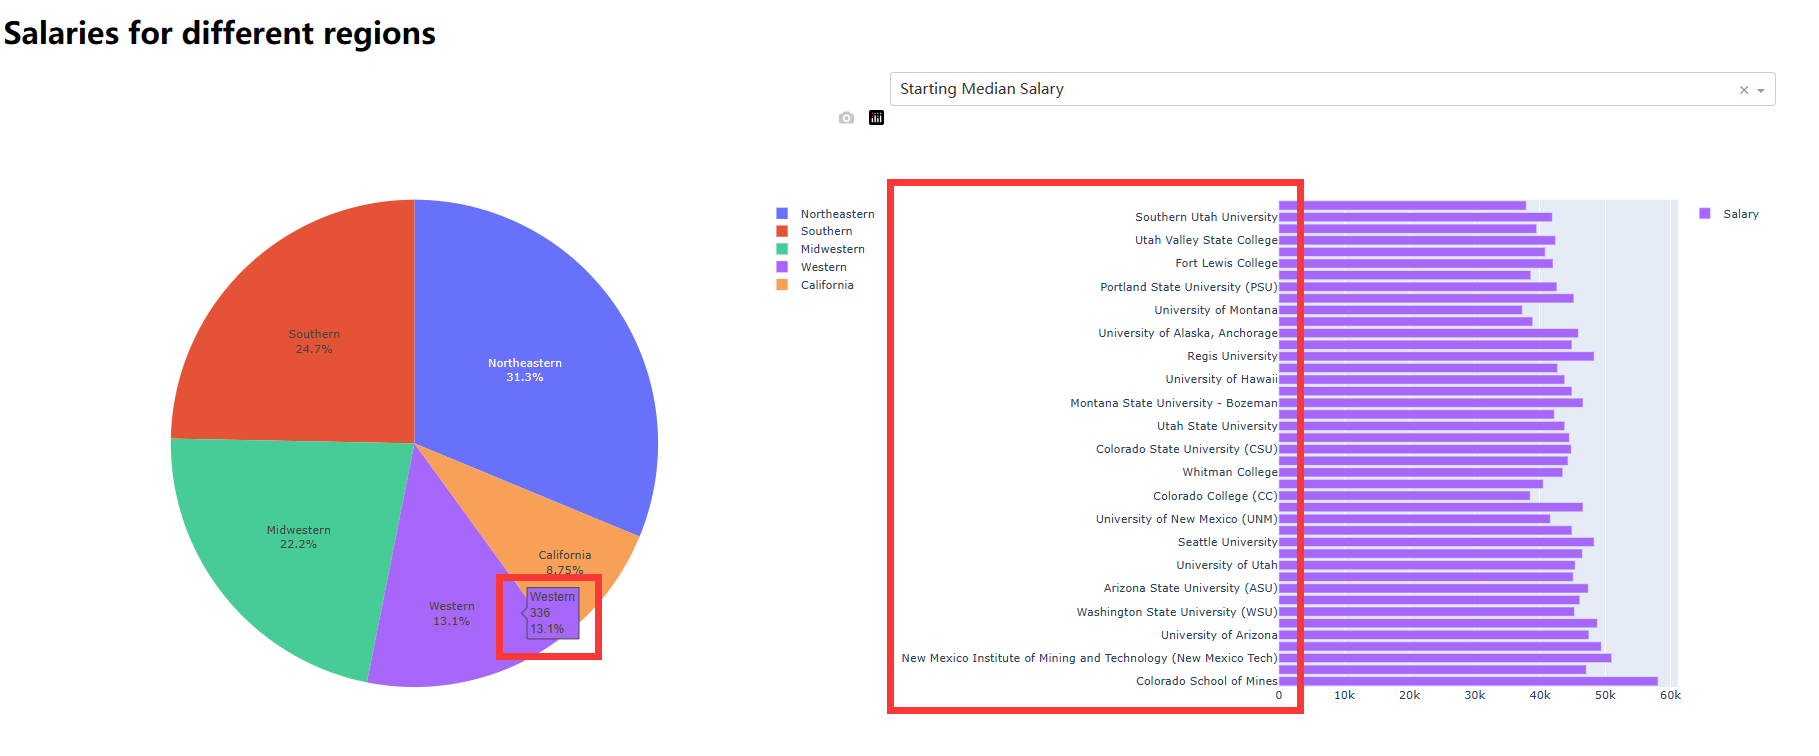 Salaries for different regions
Starting Median Salary
Northeastern
Southern
Midwestern
Western
California
Southern
24.7%
Northeastern
31.3%
Midwestern
22.2%
Western
13.1%
California
8.75%
Western
336
13.1%
Southern Utah University
Utah Valley State College
Fort Lewis College
Portland State University (PSU)
University of Montana
University of Alaska, Anchorage
Regis University
University of Hawaii
Montana State University - Bozeman
Utah State University
Colorado State University (CSU)
Whitman College
Colorado College (CC)
University of New Mexico (UNM)
Seattle University
University of Utah
Arizona State University (ASU)
Washington State University (WSU)
University of Arizona
New Mexico Institute of Mining and Technology (New Mexico Tech)
Colorado School of Mines
0 10k 20k 30k 40k 50k 60k
Salary